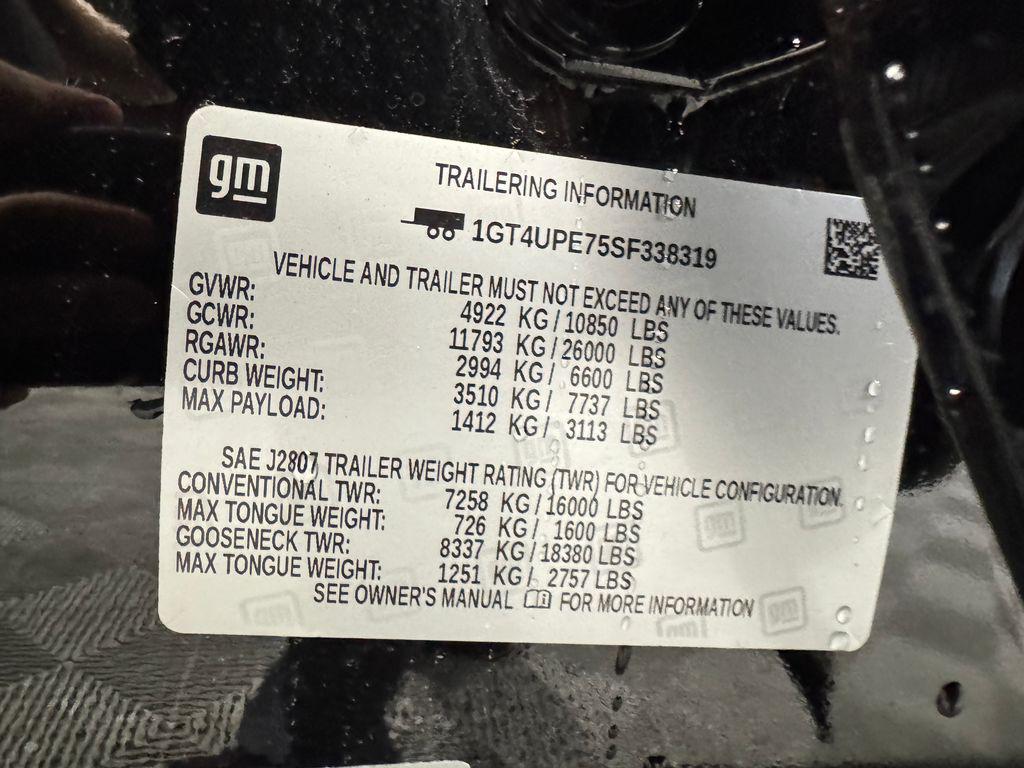 gm
TRAILERING INFORMATION
1GT4UPE75SF338319
VEHICLE AND TRAILER MUST NOT EXCEED ANY OF THESE VALUES.
GVWR: 4922 KG/10850 LBS
GCWR: 11793 KG/26000 LBS
RGAWR: 2994 KG/ 6600 LBS
CURB WEIGHT: 3510 KG/ 7737 LBS
MAX PAYLOAD: 1412 KG/ 3113 LBS
SAE J2807 TRAILER WEIGHT RATING (TWR) FOR VEHICLE CONFIGURATION.
CONVENTIONAL TWR: 7258 KG/16000 LBS
MAX TONGUE WEIGHT: 726 KG/ 1600 LBS
GOOSENECK TWR: 8337 KG/18380 LBS
MAX TONGUE WEIGHT: 1251 KG/ 2757 LBS
SEE OWNER'S MANUAL FOR MORE INFORMATION